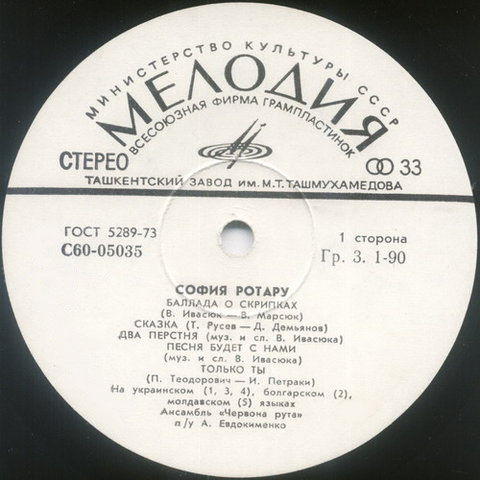 МИНИСТЕРСТВО КУЛЬТУРЫ СССР
МЕЛОДИЯ
ВСЕСОЮЗНАЯ ФИРМА ГРАМПЛАСТИНОК
СТЕРЕО
33
ТАШКЕНТСКИЙ ЗАВОД ИМ. М.Т. ТАШМУХАМЕДОВА
ГОСТ 5289-73
С60-05035
1 сторона
Гр. 3. 1-90
СОФИЯ РОТАРУ
БАЛЛАДА О СКРИПКАХ
(В. Ивасюк — В. Марсюк)
СКАЗКА (Т. Русев — Д. Демьянов)
ДВА ПЕРСТНЯ (муз. и сл. В. Ивасюка)
ПЕСНЯ БУДЕТ С НАМИ
(муз. и сл. В. Ивасюка)
ТОЛЬКО ТЫ
(П. Теодорович — И. Петраки)
На украинском (1, 3, 4), болгарском (2),
молдавском (5) языках
Ансамбль «Червона рута»
п/у А. Евдокименко